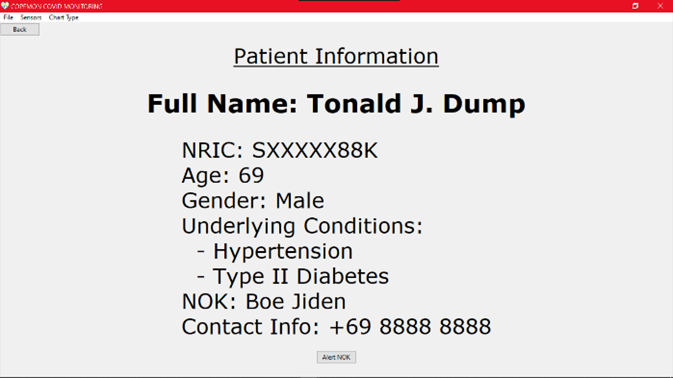 COPEMON COVID MONITORING
File Sensors Chart Type
Back
Patient Information
Full Name: Tonald J. Dump
NRIC: SXXXXX88K
Age: 69
Gender: Male
Underlying Conditions:
- Hypertension
- Type II Diabetes
NOK: Boe Jiden
Contact Info: +69 8888 8888
Alert NOK